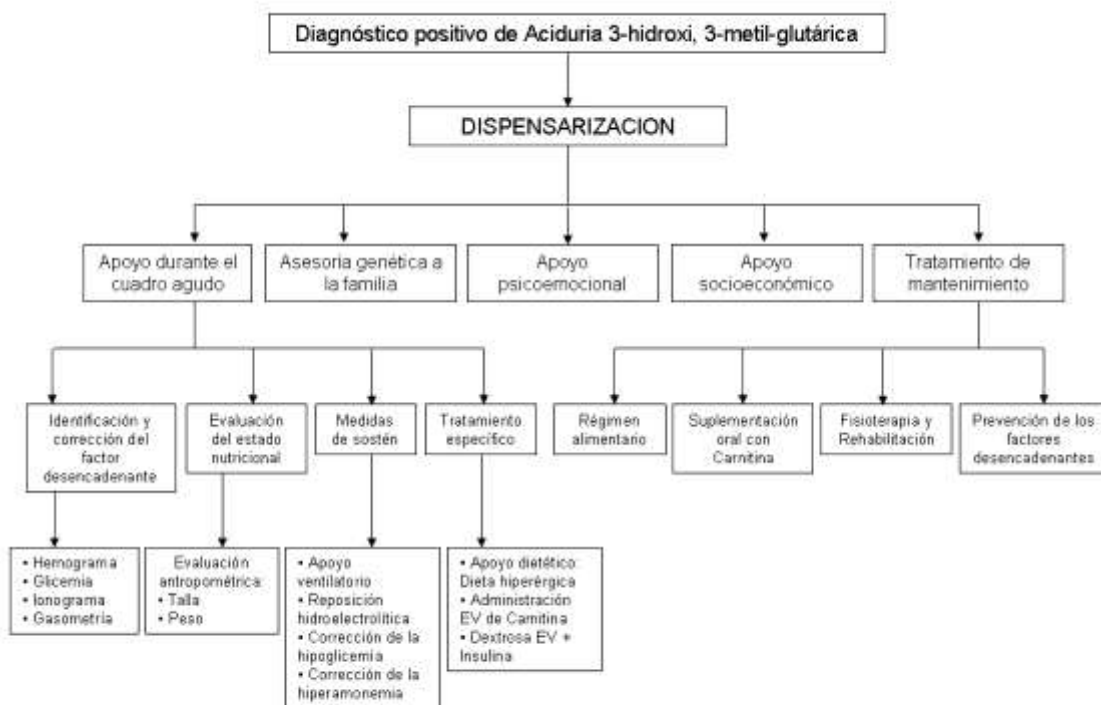 Diagnóstico positivo de Aciduria 3-hidroxi, 3-metil-glutárica
DISPENSARIZACION
Apoyo durante el
cuadro agudo
Asesoria genética a
la familia
Apoyo
psicoemocional
Apoyo
socioeconómico
Tratamiento de
mantenimiento
Identificación y
corrección del
factor
desencadenante
Evaluación
del estado
nutricional
Medidas
de sostén
Tratamiento
específico
Régimen
alimentario
Suplementación
oral con
Carnitina
Fisioterapia y
Rehabilitación
Prevención de los
factores
desencadenantes
• Hemograma
• Glicemia
• Ionograma
• Gasometría
Evaluación
antropométrica:
• Talla
• Peso
• Apoyo
ventilatorio
• Reposición
hidroelectrolítica
• Corrección de la
hipoglicemia
• Corrección de la
hiperamonemia
• Apoyo dietético:
Dieta hiperérgica
• Administración
EV de Carnitina
• Dextrosa EV +
Insulina